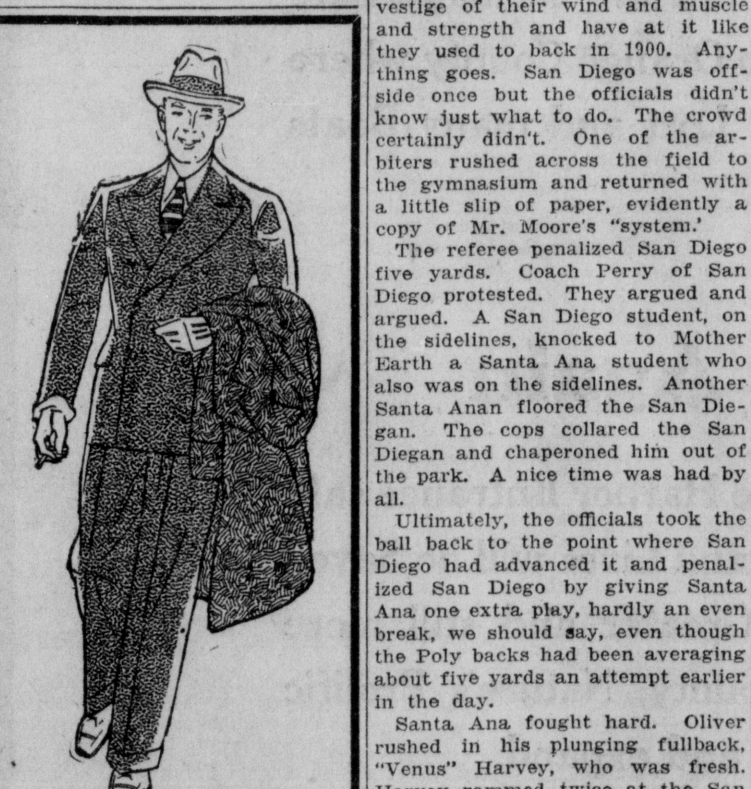 vestige of their wind and muscle
and strength and have at it like
they used to back in 1900. Any-
thing goes. San Diego was off-
side once but the officials didn't
know just what to do. The crowd
certainly didn't. One of the ar-
biters rushed across the field to
the gymnasium and returned with
a little slip of paper, evidently a
copy of Mr. Moore's "system.'
The referee penalized San Diego
five yards. Coach Perry of San
Diego protested. They argued and
argued. A San Diego student, on
the sidelines, knocked to Mother
Earth a Santa Ana student who
also was on the sidelines. Another
Santa Anan floored the San Die-
gan. The cops collared the San
Diegan and chaperoned him out of
the park. A nice time was had by
all.
Ultimately, the officials took the
ball back to the point where San
Diego had advanced it and penal-
ized San Diego by giving Santa
Ana one extra play, hardly an even
break, we should say, even though
the Poly backs had been averaging
about five yards an attempt earlier
in the day.
Santa Ana fought hard. Oliver
rushed in his plunging fullback,
"Venus" Harvey, who was fresh.
Harvey rammed twice at the San